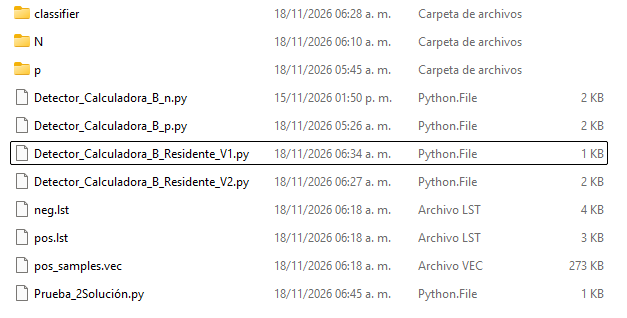 classifier 18/11/2026 06:28 a. m. Carpeta de archivos
N 18/11/2026 06:10 a. m. Carpeta de archivos
p 18/11/2026 05:45 a. m. Carpeta de archivos
Detector_Calculadora_B_n.py 15/11/2026 01:50 p. m. Python.File 2 KB
Detector_Calculadora_B_p.py 18/11/2026 05:26 a. m. Python.File 2 KB
Detector_Calculadora_B_Residente_V1.py 18/11/2026 06:34 a. m. Python.File 1 KB
Detector_Calculadora_B_Residente_V2.py 18/11/2026 06:27 a. m. Python.File 2 KB
neg.lst 18/11/2026 06:18 a. m. Archivo LST 4 KB
pos.lst 18/11/2026 06:18 a. m. Archivo LST 3 KB
pos_samples.vec 18/11/2026 06:18 a. m. Archivo VEC 273 KB
Prueba_2Solución.py 18/11/2026 06:45 a. m. Python.File 1 KB